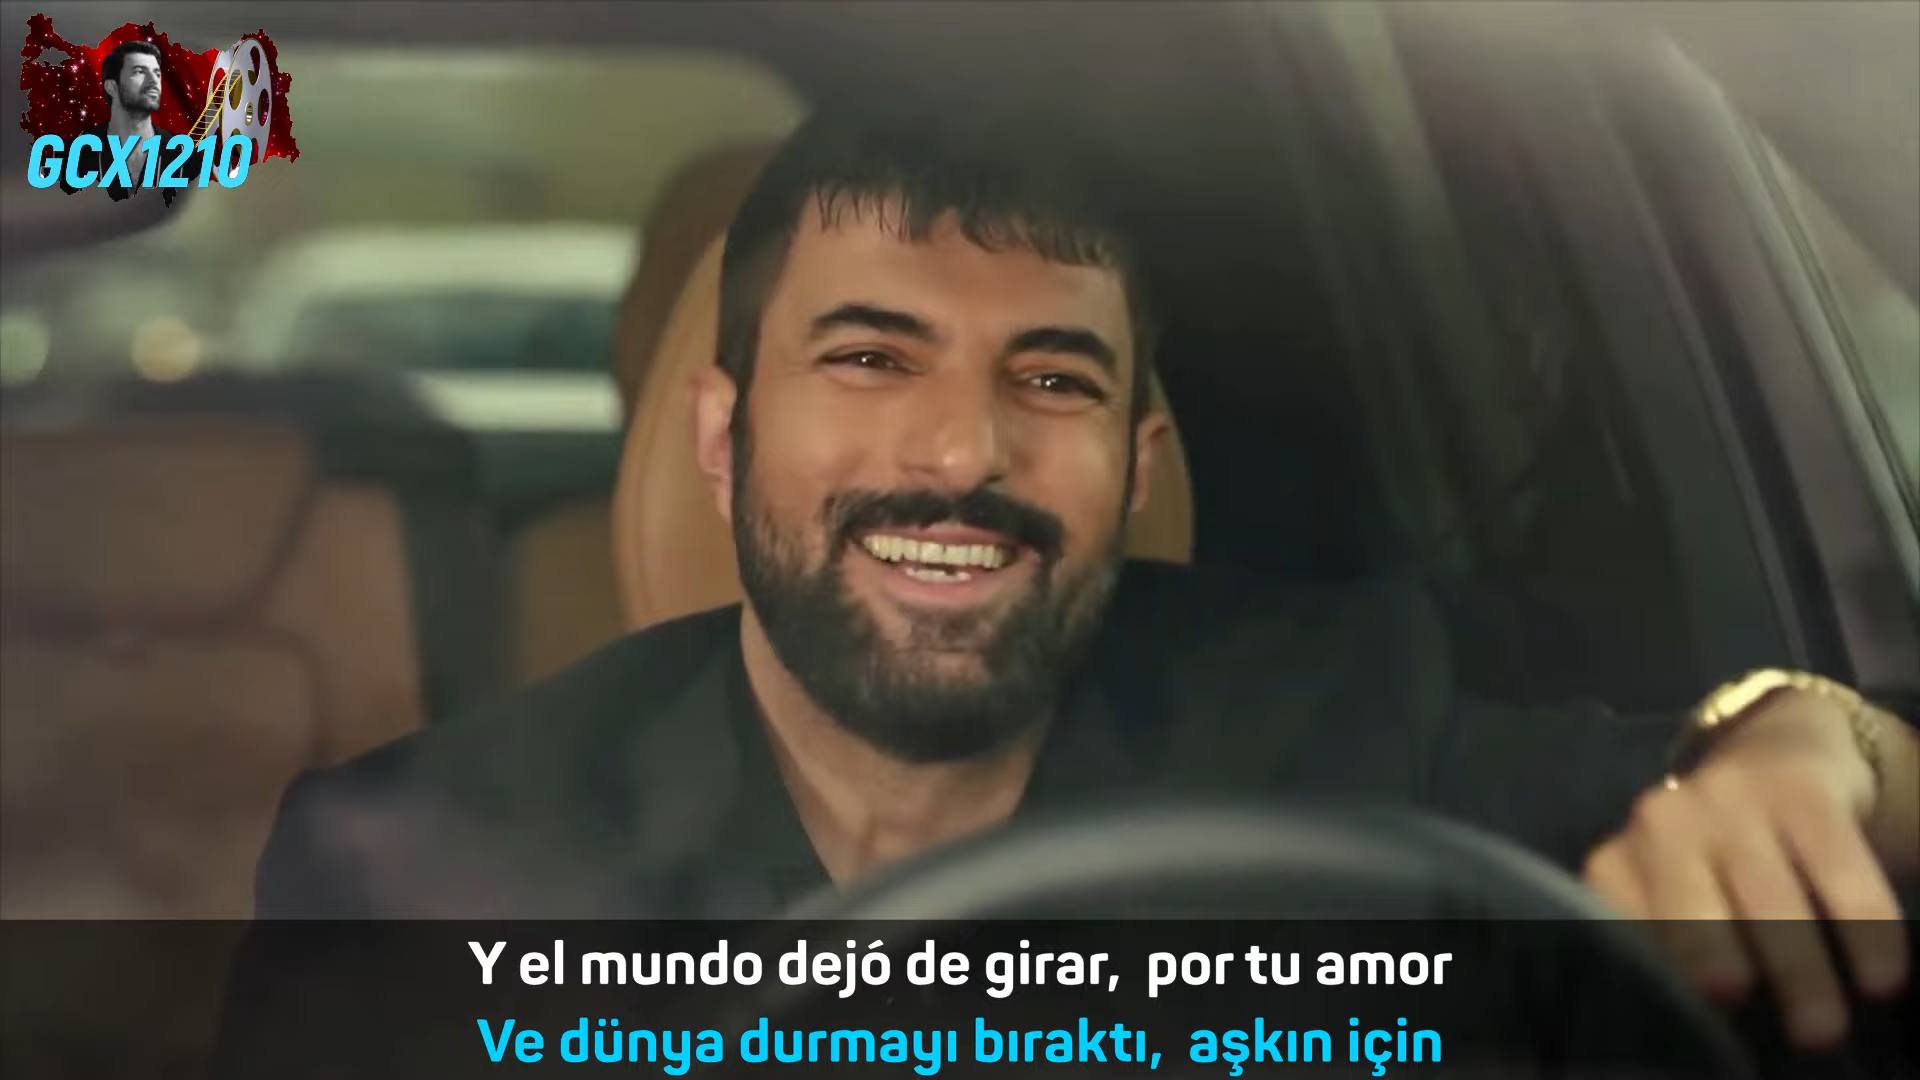 GCX1210
Y el mundo dejó de girar, por tu amor
Ve dünya durmayı bıraktı, aşkın için